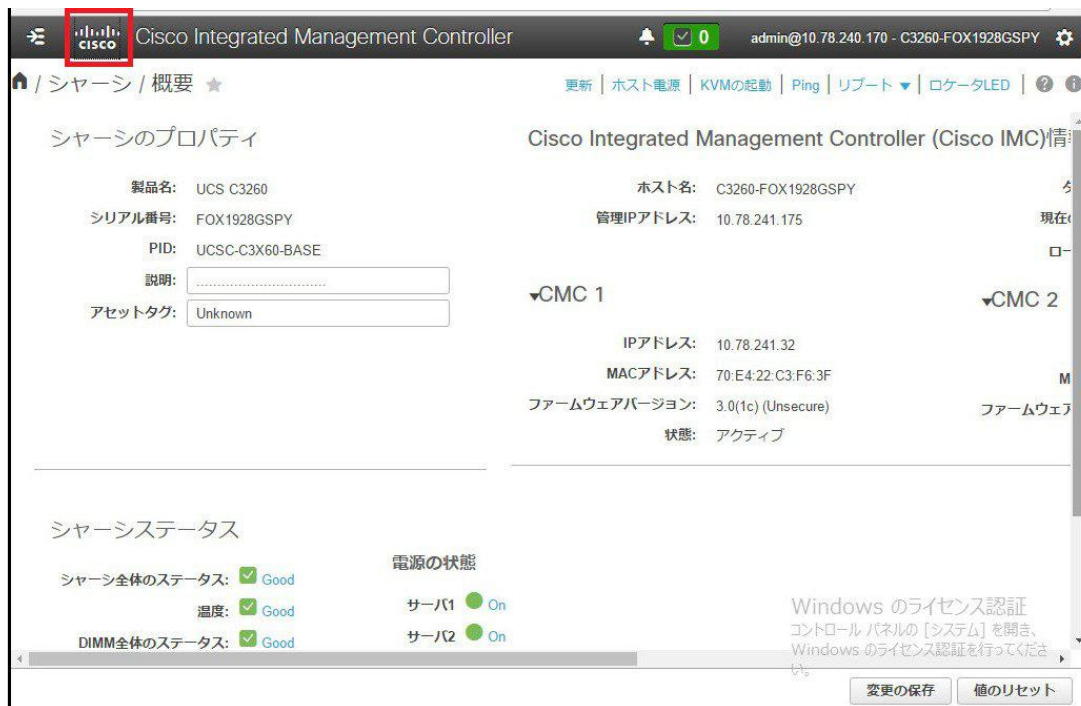 cisco Cisco Integrated Management Controller 0 admin@10.78.240.170 - C3260-FOX1928GSPY
/ シャーシ / 概要 更新 | ホスト電源 | KVMの起動 | Ping | リブート | ロケータLED |
シャーシのプロパティ
製品名: UCS C3260
シリアル番号: FOX1928GSPY
PID: UCSC-C3X60-BASE
説明:
アセットタグ: Unknown
Cisco Integrated Management Controller (Cisco IMC)情
ホスト名: C3260-FOX1928GSPY
管理IPアドレス: 10.78.241.175 現在
ロー
▾CMC 1
IPアドレス: 10.78.241.32
MACアドレス: 70:E4:22:C3:F6:3F
ファームウェアバージョン: 3.0(1c) (Unsecure)
状態: アクティブ
▾CMC 2
M
ファームウェア
シャーシステータス
シャーシ全体のステータス: Good
温度: Good
DIMM全体のステータス: Good
電源の状態
サーバ1 On
サーバ2 On
Windows のライセンス認証
コントロール パネルの [システム] を開き、
Windows のライセンス認証を行ってくださ
い。
変更の保存 値のリセット